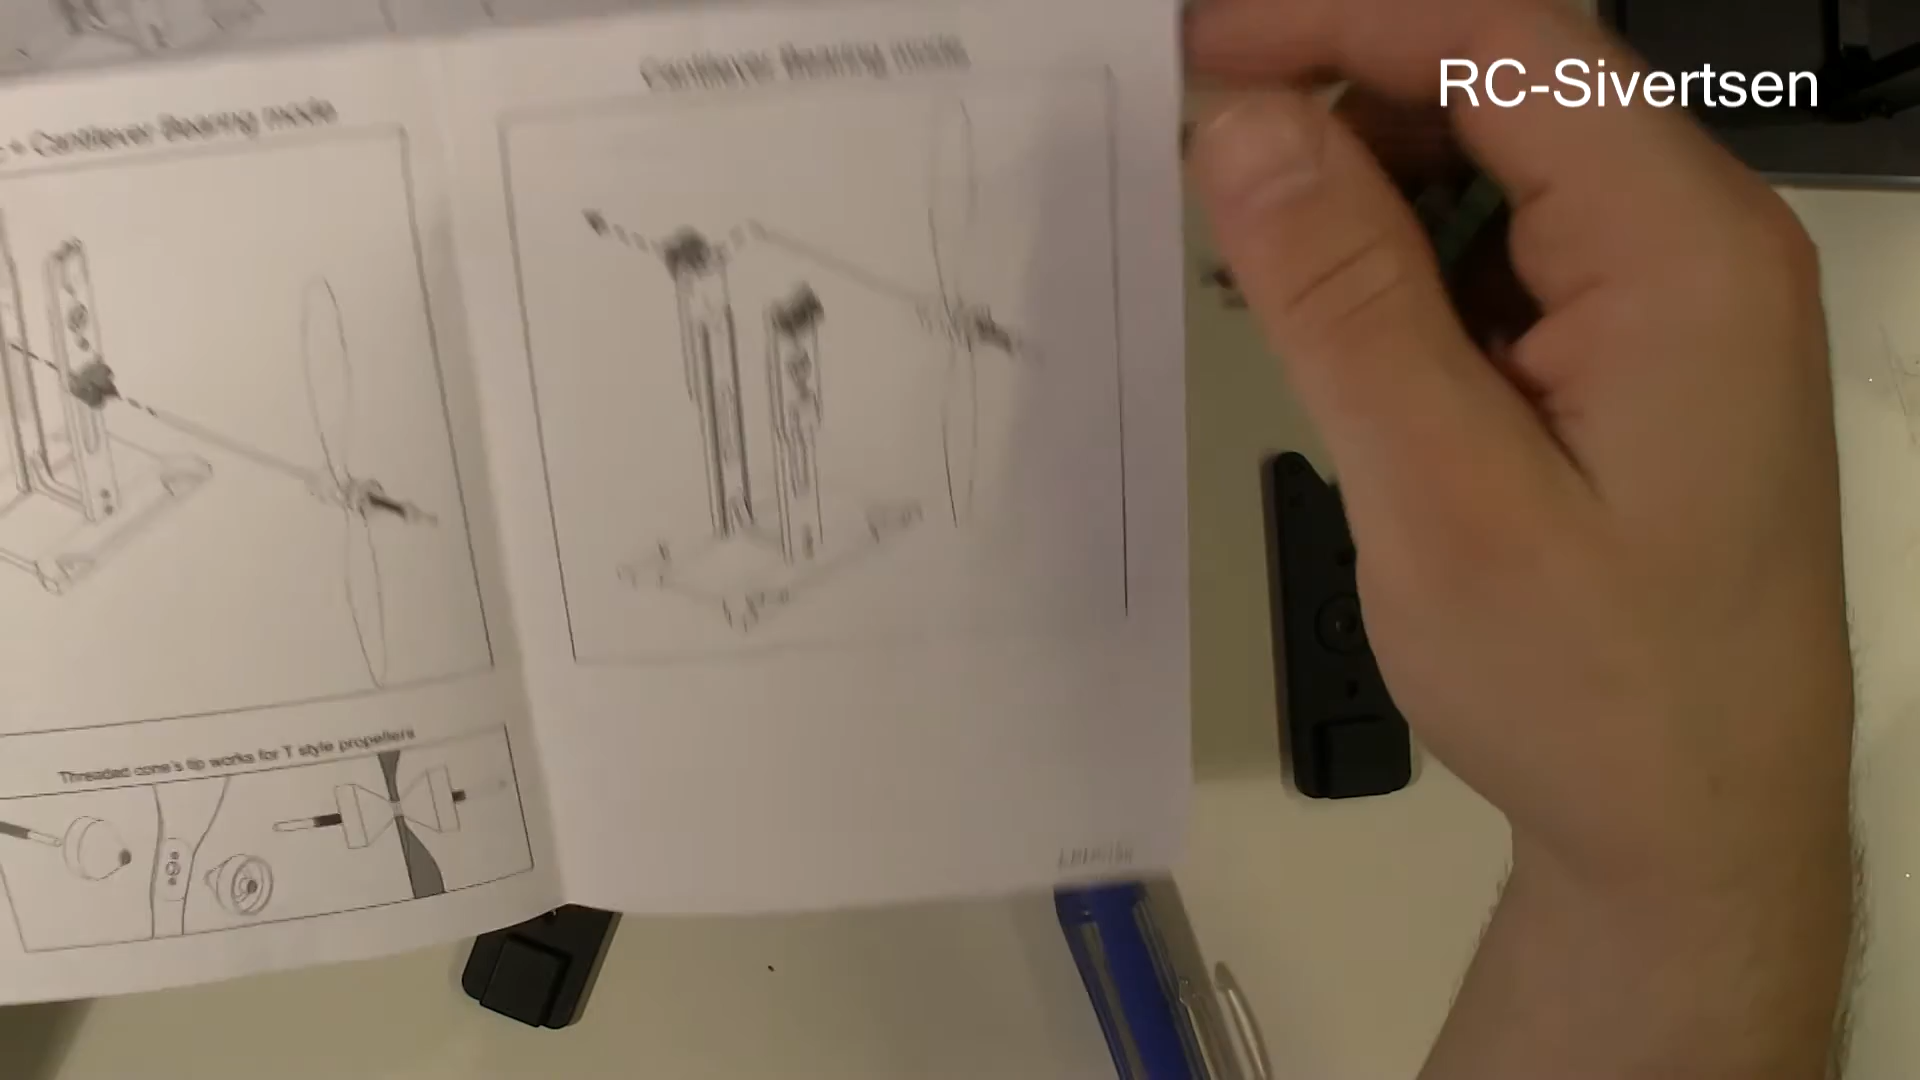 RC-Sivertsen
Cantilever Bearing mode
+ Cantilever Bearing mode
Threaded cone's tip works for T style propellers